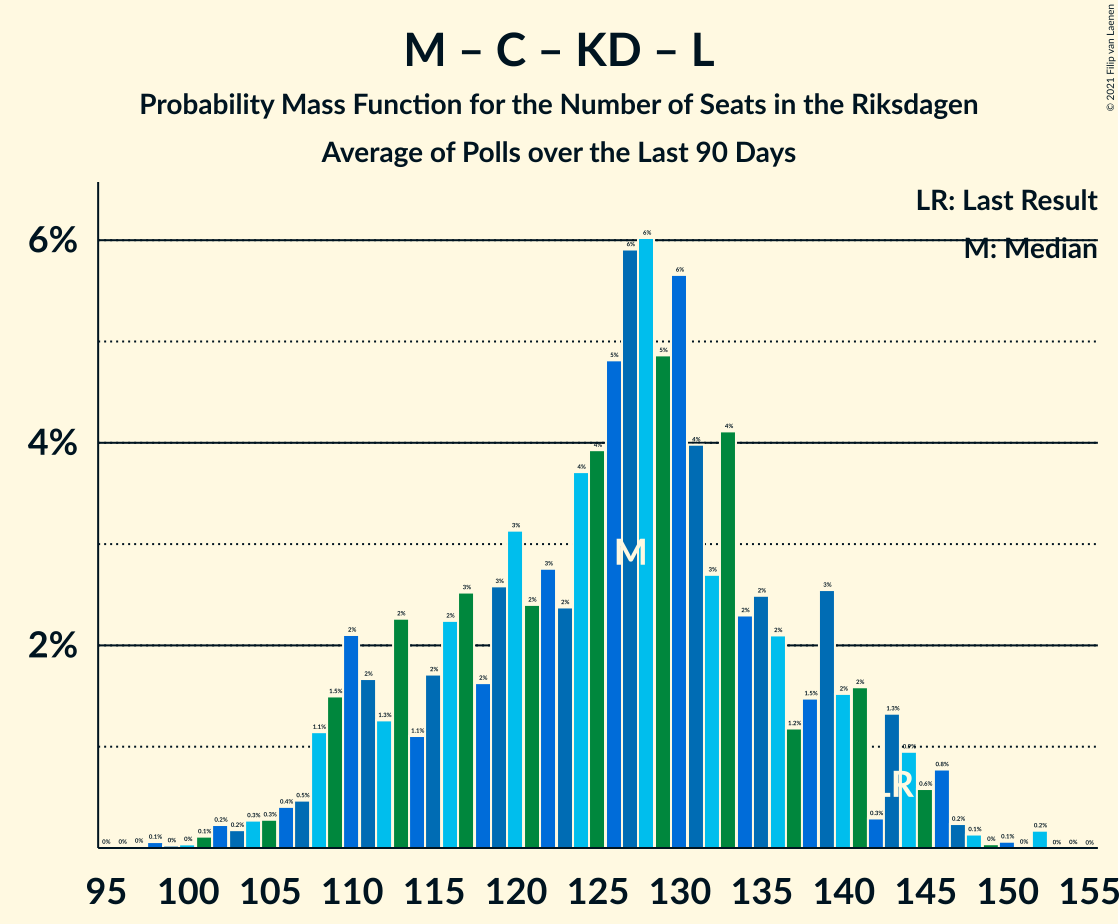 M – C – KD – L
Probability Mass Function for the Number of Seats in the Riksdagen
Average of Polls over the Last 90 Days
© 2021 Filip van Laenen
LR: Last Result
M: Median
6%
4%
2%
0% 0% 0% 0.1% 0% 0% 0.1% 0.2% 0.2% 0.3% 0.3% 0.4% 0.5% 1.1% 1.5% 2% 2% 1.3% 2% 1.1% 2% 2% 3% 2% 3% 3% 2% 3% 2% 4% 4% 5% 6% 6% 5% 6% 4% 3% 4% 2% 2% 2% 1.2% 1.5% 3% 2% 2% 0.3% 1.3% 0.9% 0.6% 0.8% 0.2% 0.1% 0% 0.1% 0% 0.2% 0% 0% 0%
M
LR
95 100 105 110 115 120 125 130 135 140 145 150 155